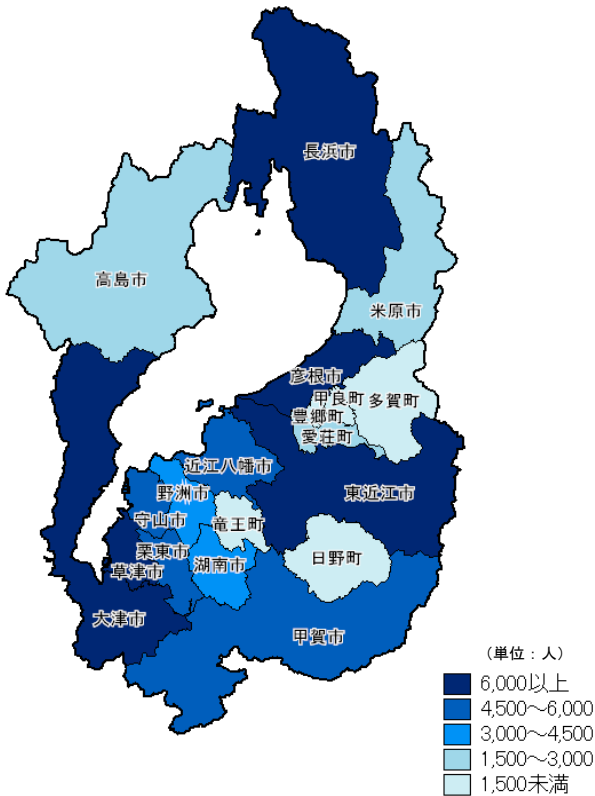 長浜市
高島市
米原市
彦根市
甲良町
多賀町
豊郷町
愛荘町
近江八幡市
野洲市
東近江市
守山市
竜王町
栗東市
日野町
湖南市
草津市
大津市
甲賀市
(単位：人)
6,000以上
4,500～6,000
3,000～4,500
1,500～3,000
1,500未満